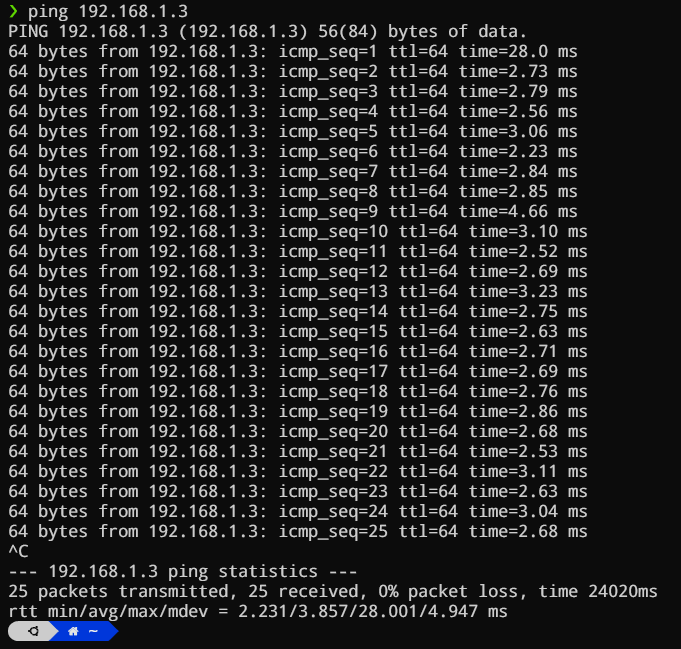 ❯ ping 192.168.1.3
PING 192.168.1.3 (192.168.1.3) 56(84) bytes of data.
64 bytes from 192.168.1.3: icmp_seq=1 ttl=64 time=28.0 ms
64 bytes from 192.168.1.3: icmp_seq=2 ttl=64 time=2.73 ms
64 bytes from 192.168.1.3: icmp_seq=3 ttl=64 time=2.79 ms
64 bytes from 192.168.1.3: icmp_seq=4 ttl=64 time=2.56 ms
64 bytes from 192.168.1.3: icmp_seq=5 ttl=64 time=3.06 ms
64 bytes from 192.168.1.3: icmp_seq=6 ttl=64 time=2.23 ms
64 bytes from 192.168.1.3: icmp_seq=7 ttl=64 time=2.84 ms
64 bytes from 192.168.1.3: icmp_seq=8 ttl=64 time=2.85 ms
64 bytes from 192.168.1.3: icmp_seq=9 ttl=64 time=4.66 ms
64 bytes from 192.168.1.3: icmp_seq=10 ttl=64 time=3.10 ms
64 bytes from 192.168.1.3: icmp_seq=11 ttl=64 time=2.52 ms
64 bytes from 192.168.1.3: icmp_seq=12 ttl=64 time=2.69 ms
64 bytes from 192.168.1.3: icmp_seq=13 ttl=64 time=3.23 ms
64 bytes from 192.168.1.3: icmp_seq=14 ttl=64 time=2.75 ms
64 bytes from 192.168.1.3: icmp_seq=15 ttl=64 time=2.63 ms
64 bytes from 192.168.1.3: icmp_seq=16 ttl=64 time=2.71 ms
64 bytes from 192.168.1.3: icmp_seq=17 ttl=64 time=2.69 ms
64 bytes from 192.168.1.3: icmp_seq=18 ttl=64 time=2.76 ms
64 bytes from 192.168.1.3: icmp_seq=19 ttl=64 time=2.86 ms
64 bytes from 192.168.1.3: icmp_seq=20 ttl=64 time=2.68 ms
64 bytes from 192.168.1.3: icmp_seq=21 ttl=64 time=2.53 ms
64 bytes from 192.168.1.3: icmp_seq=22 ttl=64 time=3.11 ms
64 bytes from 192.168.1.3: icmp_seq=23 ttl=64 time=2.63 ms
64 bytes from 192.168.1.3: icmp_seq=24 ttl=64 time=3.04 ms
64 bytes from 192.168.1.3: icmp_seq=25 ttl=64 time=2.68 ms
^C
--- 192.168.1.3 ping statistics ---
25 packets transmitted, 25 received, 0% packet loss, time 24020ms
rtt min/avg/max/mdev = 2.231/3.857/28.001/4.947 ms
~